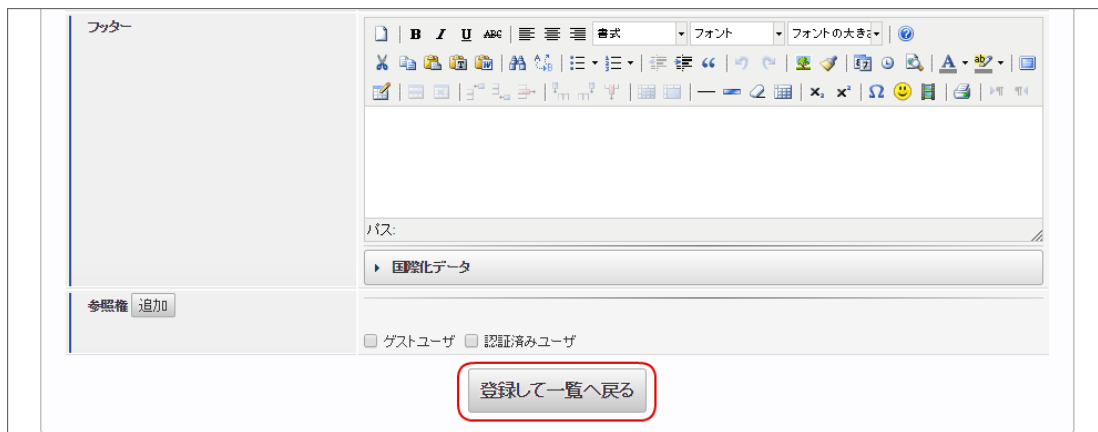 フッター
B I U ABC 書式 フォント フォントの大きさ
パス:
国際化データ
参照権 追加
ゲストユーザ 認証済みユーザ
登録して一覧へ戻る